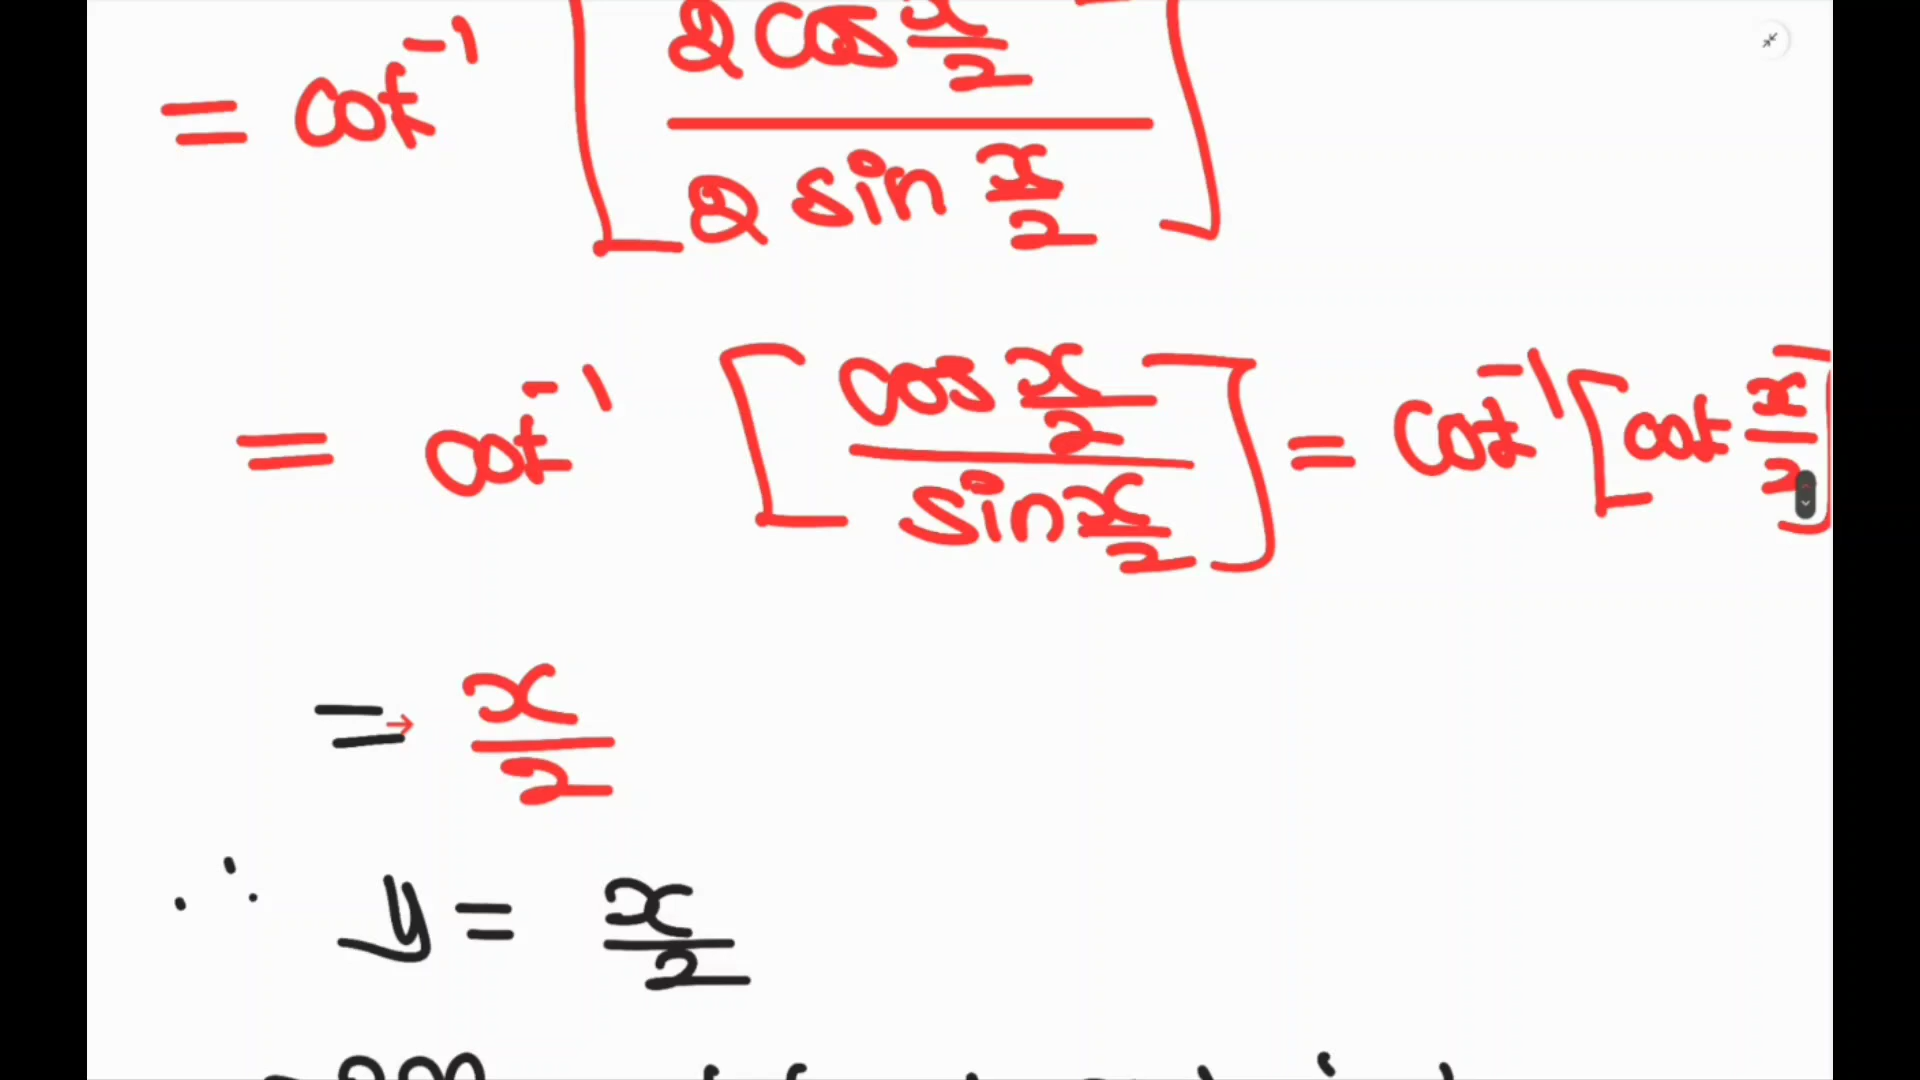 = cot⁻¹ [ 2 cos x/2 / 2 sin x/2 ]
= cot⁻¹ [ cos x/2 / sin x/2 ] = cot⁻¹ [ cot x/2 ]
= x/2
∴ y = x/2